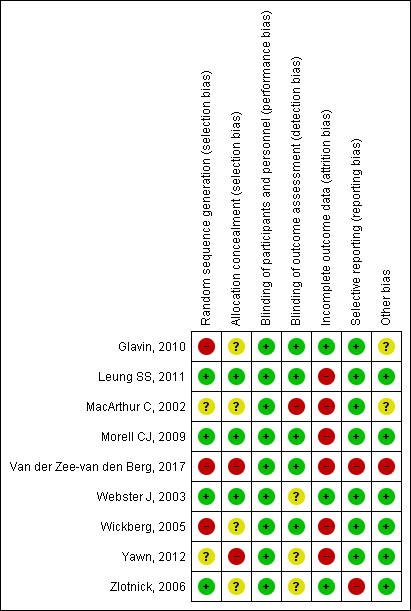 Random sequence generation (selection bias)
Allocation concealment (selection bias)
Blinding of participants and personnel (performance bias)
Blinding of outcome assessment (detection bias)
Incomplete outcome data (attrition bias)
Selective reporting (reporting bias)
Other bias
Glavin, 2010 - ? + + + + ?
Leung SS, 2011 + + + + - + +
MacArthur C, 2002 ? ? + - - + ?
Morell CJ, 2009 + + + + - + +
Van der Zee-van den Berg, 2017 - - + + - - -
Webster J, 2003 + + + ? + + +
Wickberg, 2005 - ? + + - + +
Yawn, 2012 ? - + ? - + +
Zlotnick, 2006 + ? + ? + - +